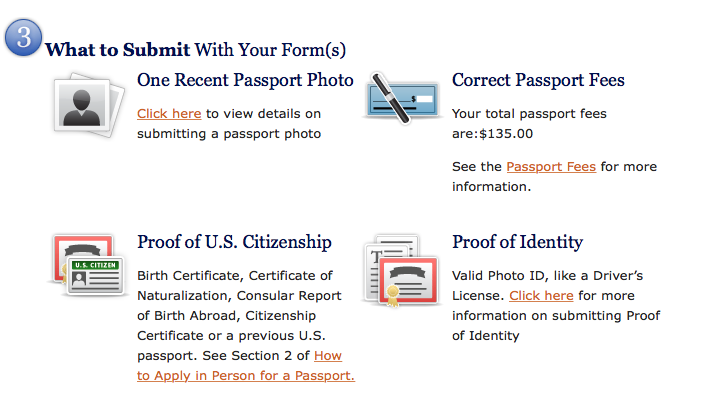 3
What to Submit With Your Form(s)
One Recent Passport Photo
Click here to view details on
submitting a passport photo
Correct Passport Fees
Your total passport fees
are:$135.00
See the Passport Fees for more
information.
Proof of U.S. Citizenship
U.S. CITIZEN
Birth Certificate, Certificate of
Naturalization, Consular Report
of Birth Abroad, Citizenship
Certificate or a previous U.S.
passport. See Section 2 of How
to Apply in Person for a Passport.
Proof of Identity
T
Valid Photo ID, like a Driver’s
License. Click here for more
information on submitting Proof
of Identity
$